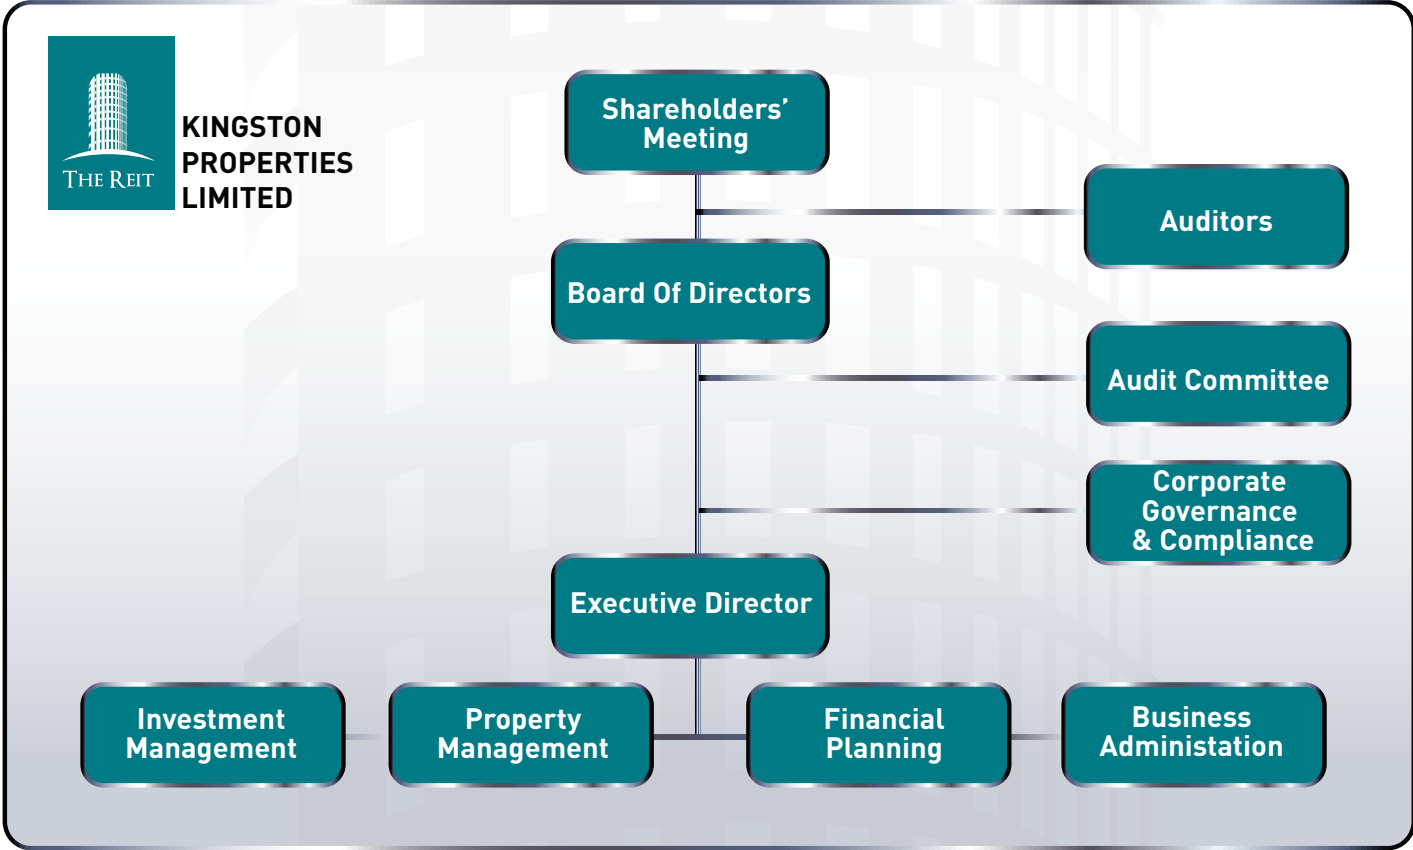 THE REIT
KINGSTON
PROPERTIES
LIMITED
Shareholders’
Meeting
Auditors
Board Of Directors
Audit Committee
Corporate
Governance
& Compliance
Executive Director
Investment
Management
Property
Management
Financial
Planning
Business
Administation